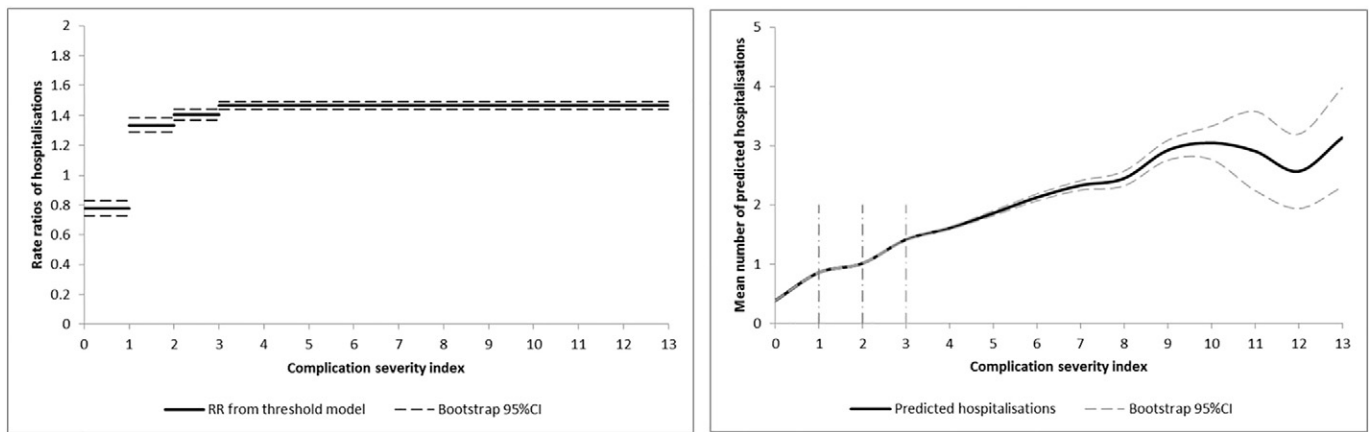 Rate ratios of hospitalisations
2
1.8
1.6
1.4
1.2
1
0.8
0.6
0.4
0.2
0
0 1 2 3 4 5 6 7 8 9 10 11 12 13
Complication severity index
RR from threshold model
Bootstrap 95%CI
Mean number of predicted hospitalisations
5
4
3
2
1
0
0 1 2 3 4 5 6 7 8 9 10 11 12 13
Complication severity index
Predicted hospitalisations
Bootstrap 95%CI